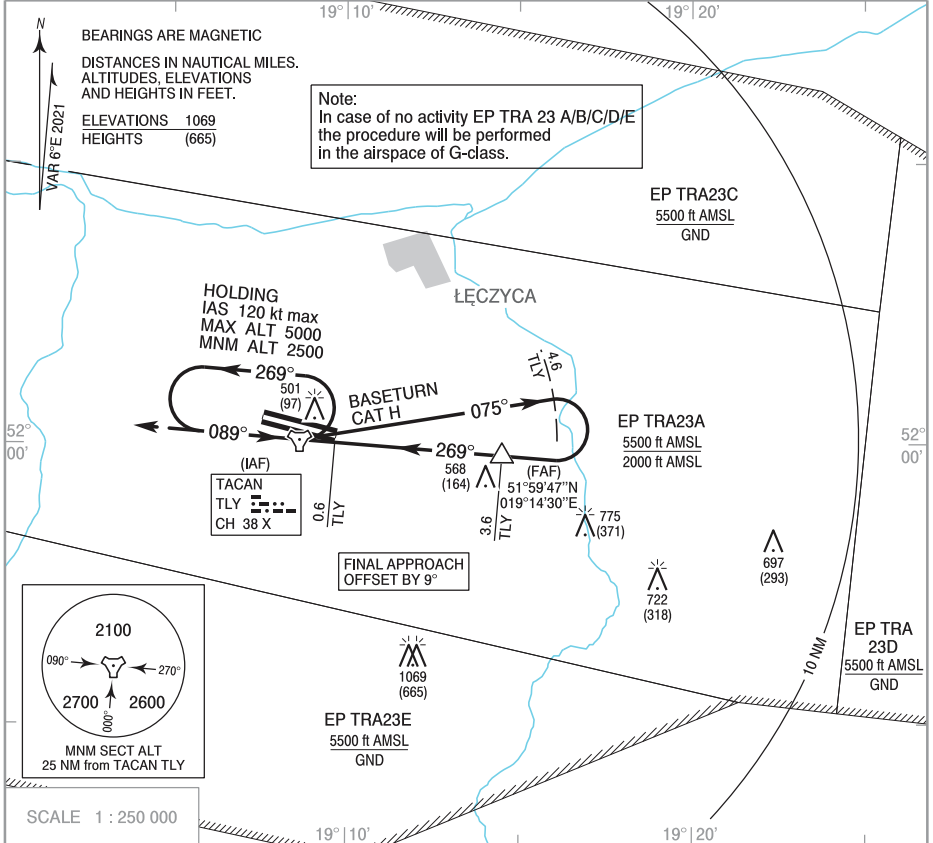 19° 10'
19° 20'
N
VAR 6°E 2021
BEARINGS ARE MAGNETIC
DISTANCES IN NAUTICAL MILES.
ALTITUDES, ELEVATIONS
AND HEIGHTS IN FEET.
ELEVATIONS 1069
HEIGHTS (665)
Note:
In case of no activity EP TRA 23 A/B/C/D/E
the procedure will be performed
in the airspace of G-class.
EP TRA23C
5500 ft AMSL
GND
ŁĘCZYCA
HOLDING
IAS 120 kt max
MAX ALT 5000
MNM ALT 2500
269°
501
(97)
089°
BASETURN
CAT H
075°
4.6
TLY
EP TRA23A
5500 ft AMSL
2000 ft AMSL
52°
00'
52°
00'
269°
568
(164)
(FAF)
51°59'47"N
019°14'30"E
(IAF)
TACAN
TLY
CH 38 X
0.6
TLY
3.6
TLY
775
(371)
697
(293)
722
(318)
FINAL APPROACH
OFFSET BY 9°
2100
090°
270°
2700
2600
000°
MNM SECT ALT
25 NM from TACAN TLY
1069
(665)
EP TRA23E
5500 ft AMSL
GND
10 NM
EP TRA
23D
5500 ft AMSL
GND
SCALE 1 : 250 000
19° 10'
19° 20'